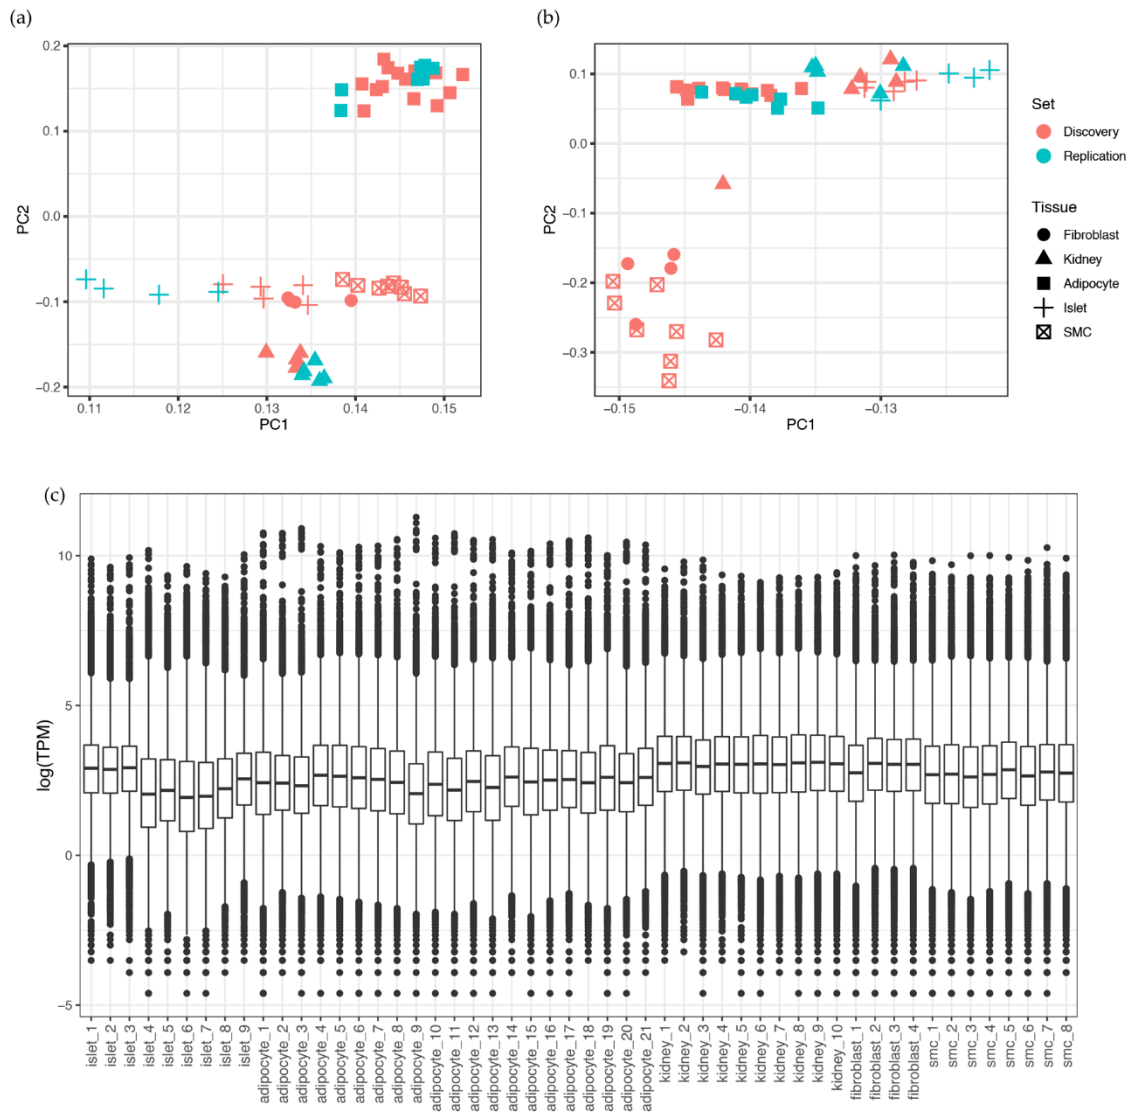 (a)
(b)
0.2
0.1
0.0
−0.1
−0.2
PC2
0.11
0.12
0.13
0.14
0.15
PC1
0.1
0.0
−0.1
−0.2
−0.3
PC2
−0.15
−0.14
−0.13
PC1
Set
Discovery
Replication
Tissue
Fibroblast
Kidney
Adipocyte
Islet
SMC
(c)
10
5
0
−5
log(TPM)
islet_1
islet_2
islet_3
islet_4
islet_5
islet_6
islet_7
islet_8
islet_9
adipocyte_1
adipocyte_2
adipocyte_3
adipocyte_4
adipocyte_5
adipocyte_6
adipocyte_7
adipocyte_8
adipocyte_9
adipocyte_10
adipocyte_11
adipocyte_12
adipocyte_13
adipocyte_14
adipocyte_15
adipocyte_16
adipocyte_17
adipocyte_18
adipocyte_19
adipocyte_20
adipocyte_21
kidney_1
kidney_2
kidney_3
kidney_4
kidney_5
kidney_6
kidney_7
kidney_8
kidney_9
kidney_10
fibroblast_1
fibroblast_2
fibroblast_3
fibroblast_4
smc_1
smc_2
smc_3
smc_4
smc_5
smc_6
smc_7
smc_8